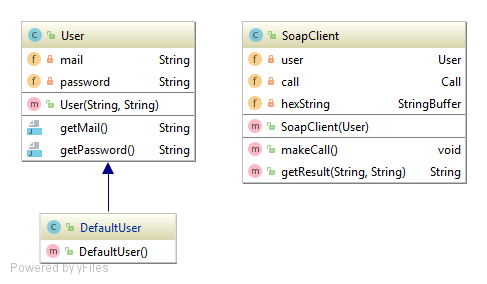 User
mail String
password String
User(String, String)
getMail() String
getPassword() String
SoapClient
user User
call Call
hexString StringBuffer
SoapClient(User)
makeCall() void
getResult(String, String) String
DefaultUser
DefaultUser()
Powered by yFiles